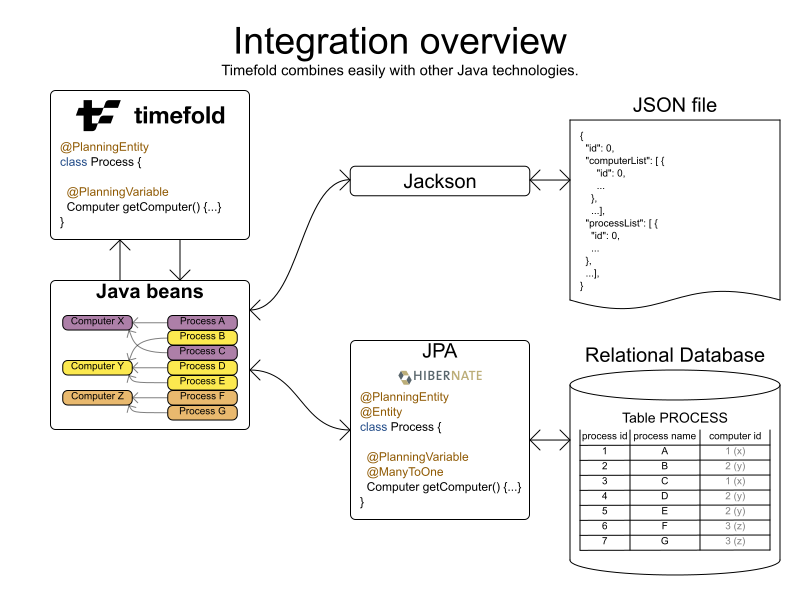 Integration overview
Timefold combines easily with other Java technologies.
timefold
@PlanningEntity
class Process {
@PlanningVariable
Computer getComputer() {...}
}
Java beans
Computer X
Process A
Process B
Process C
Computer Y
Process D
Process E
Computer Z
Process F
Process G
Jackson
JSON file
{
"id": 0,
"computerList": [ {
"id": 0,
...
},
...],
"processList": [ {
"id": 0,
...
},
...],
}
JPA
HIBERNATE
@PlanningEntity
@Entity
class Process {
@PlanningVariable
@ManyToOne
Computer getComputer() {...}
}
Relational Database
Table PROCESS
process id process name computer id
1 A 1 (x)
2 B 2 (y)
3 C 1 (x)
4 D 2 (y)
5 E 2 (y)
6 F 3 (z)
7 G 3 (z)